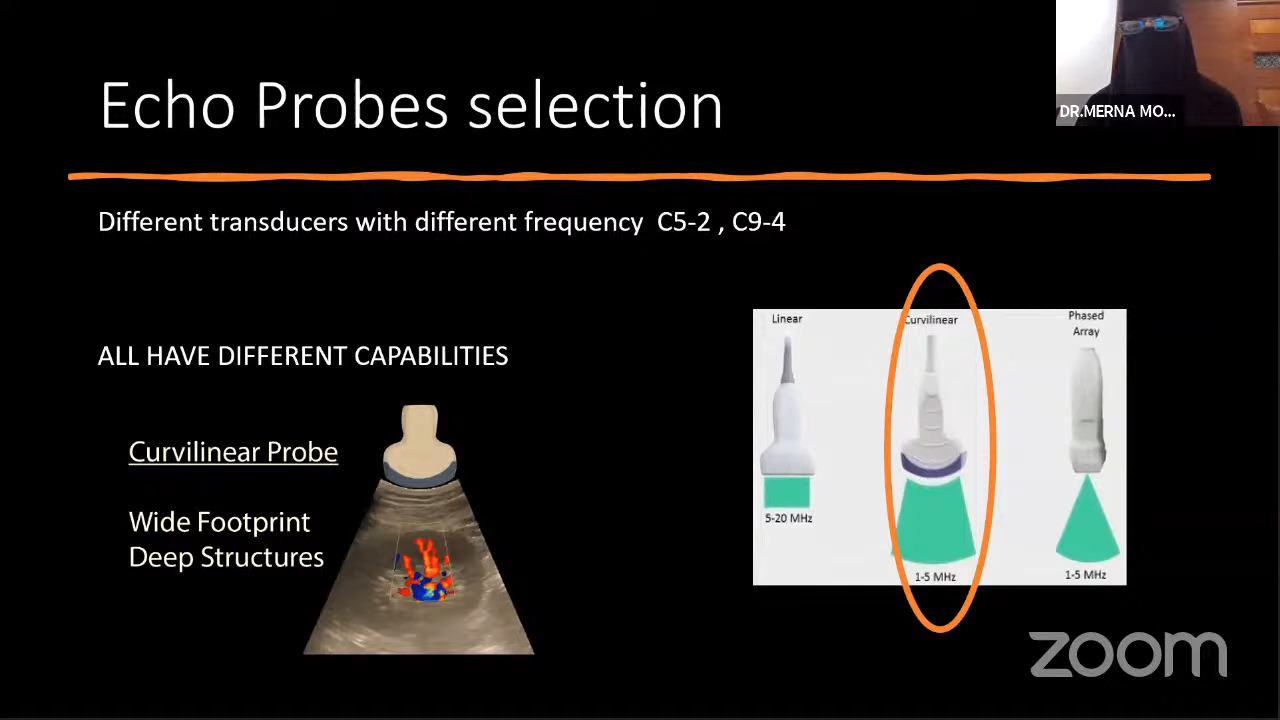 Echo Probes selection
DR.MERNA MO...
Different transducers with different frequency C5-2 , C9-4
ALL HAVE DIFFERENT CAPABILITIES
Curvilinear Probe
Wide Footprint
Deep Structures
Linear
5-20 MHz
Curvilinear
1-5 MHz
Phased
Array
1-5 MHz
zoom